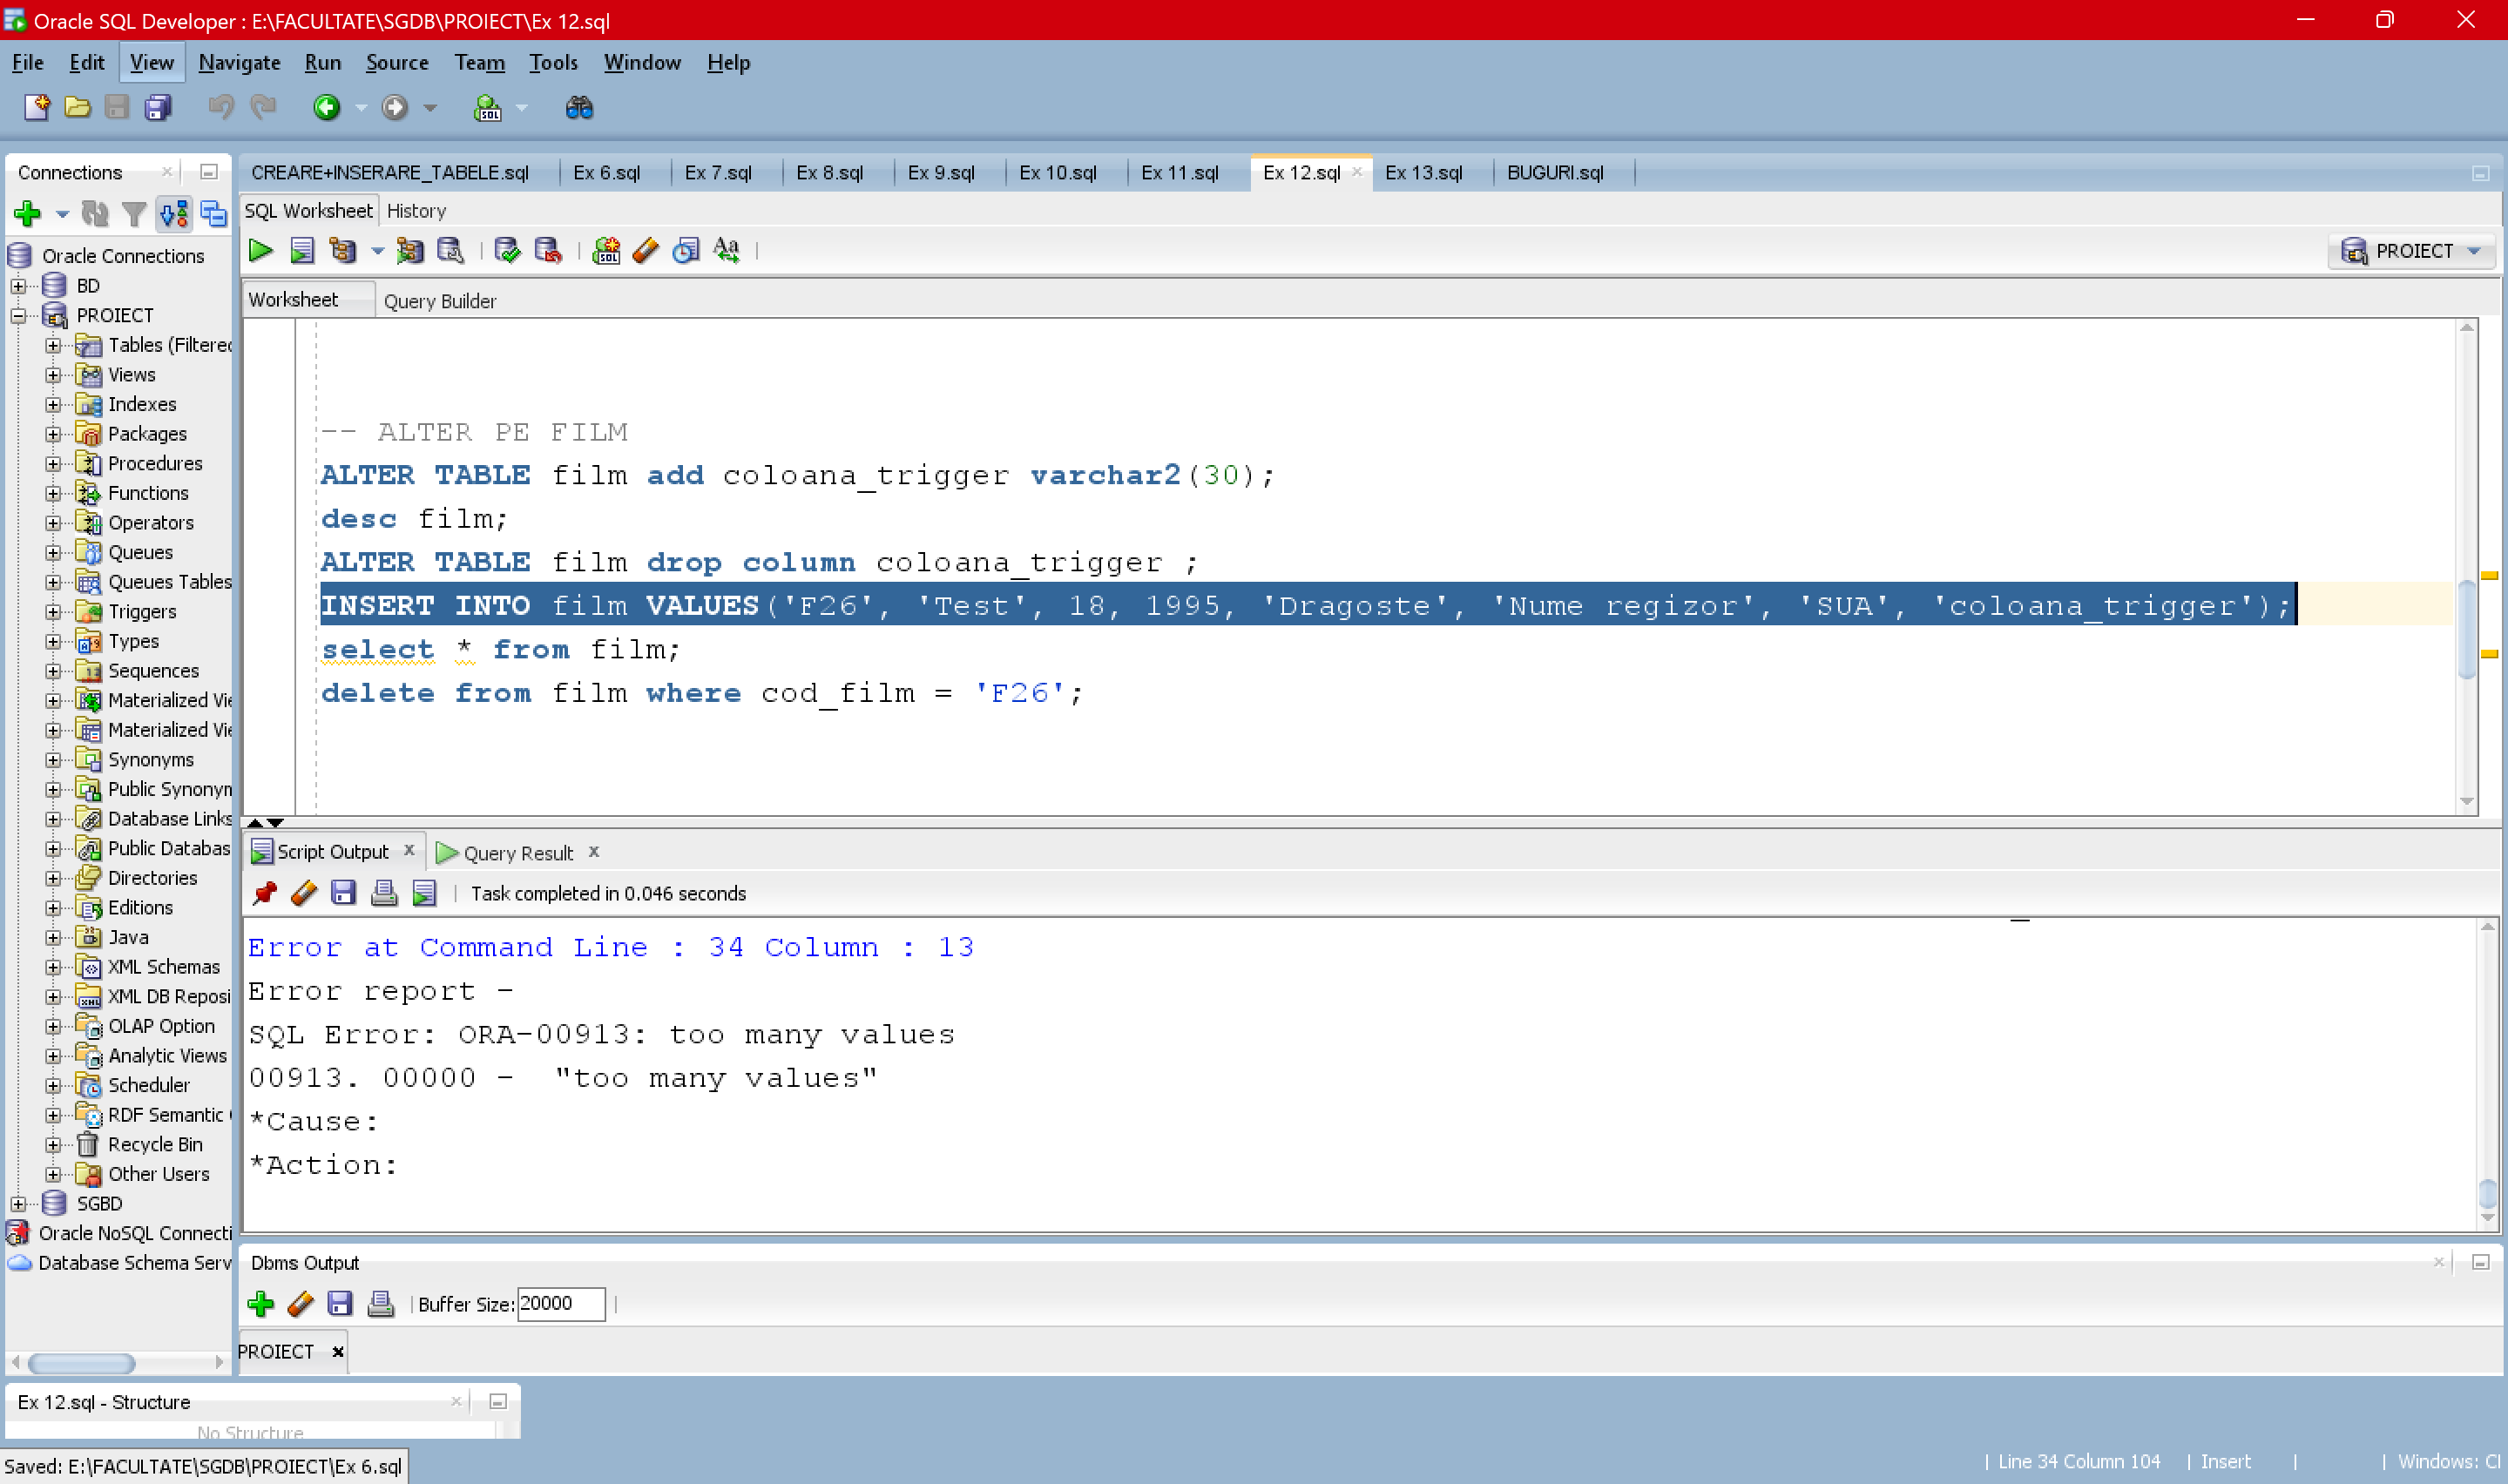 Oracle SQL Developer : E:\FACULTATE\SGDB\PROIECT\Ex 12.sql
File Edit View Navigate Run Source Team Tools Window Help
Connections
CREARE+INSERARE_TABELE.sql Ex 6.sql Ex 7.sql Ex 8.sql Ex 9.sql Ex 10.sql Ex 11.sql Ex 12.sql Ex 13.sql BUGURI.sql
SQL Worksheet History
PROIECT
Worksheet Query Builder
Oracle Connections
BD
PROIECT
Tables (Filtered
Views
Indexes
Packages
Procedures
Functions
Operators
Queues
Queues Tables
Triggers
Types
Sequences
Materialized Vie
Materialized Vie
Synonyms
Public Synonym
Database Links
Public Databas
Directories
Editions
Java
XML Schemas
XML DB Reposi
OLAP Option
Analytic Views
Scheduler
RDF Semantic
Recycle Bin
Other Users
SGBD
Oracle NoSQL Connecti
Database Schema Serv
-- ALTER PE FILM
ALTER TABLE film add coloana_trigger varchar2(30);
desc film;
ALTER TABLE film drop column coloana_trigger ;
INSERT INTO film VALUES('F26', 'Test', 18, 1995, 'Dragoste', 'Nume regizor', 'SUA', 'coloana_trigger');
select * from film;
delete from film where cod_film = 'F26';
Script Output Query Result
Task completed in 0.046 seconds
Error at Command Line : 34 Column : 13
Error report -
SQL Error: ORA-00913: too many values
00913. 00000 -  "too many values"
*Cause:
*Action:
Dbms Output
Buffer Size: 20000
PROIECT
Ex 12.sql - Structure
No Structure
Saved: E:\FACULTATE\SGDB\PROIECT\Ex 6.sql
Line 34 Column 104 Insert Windows: Cl